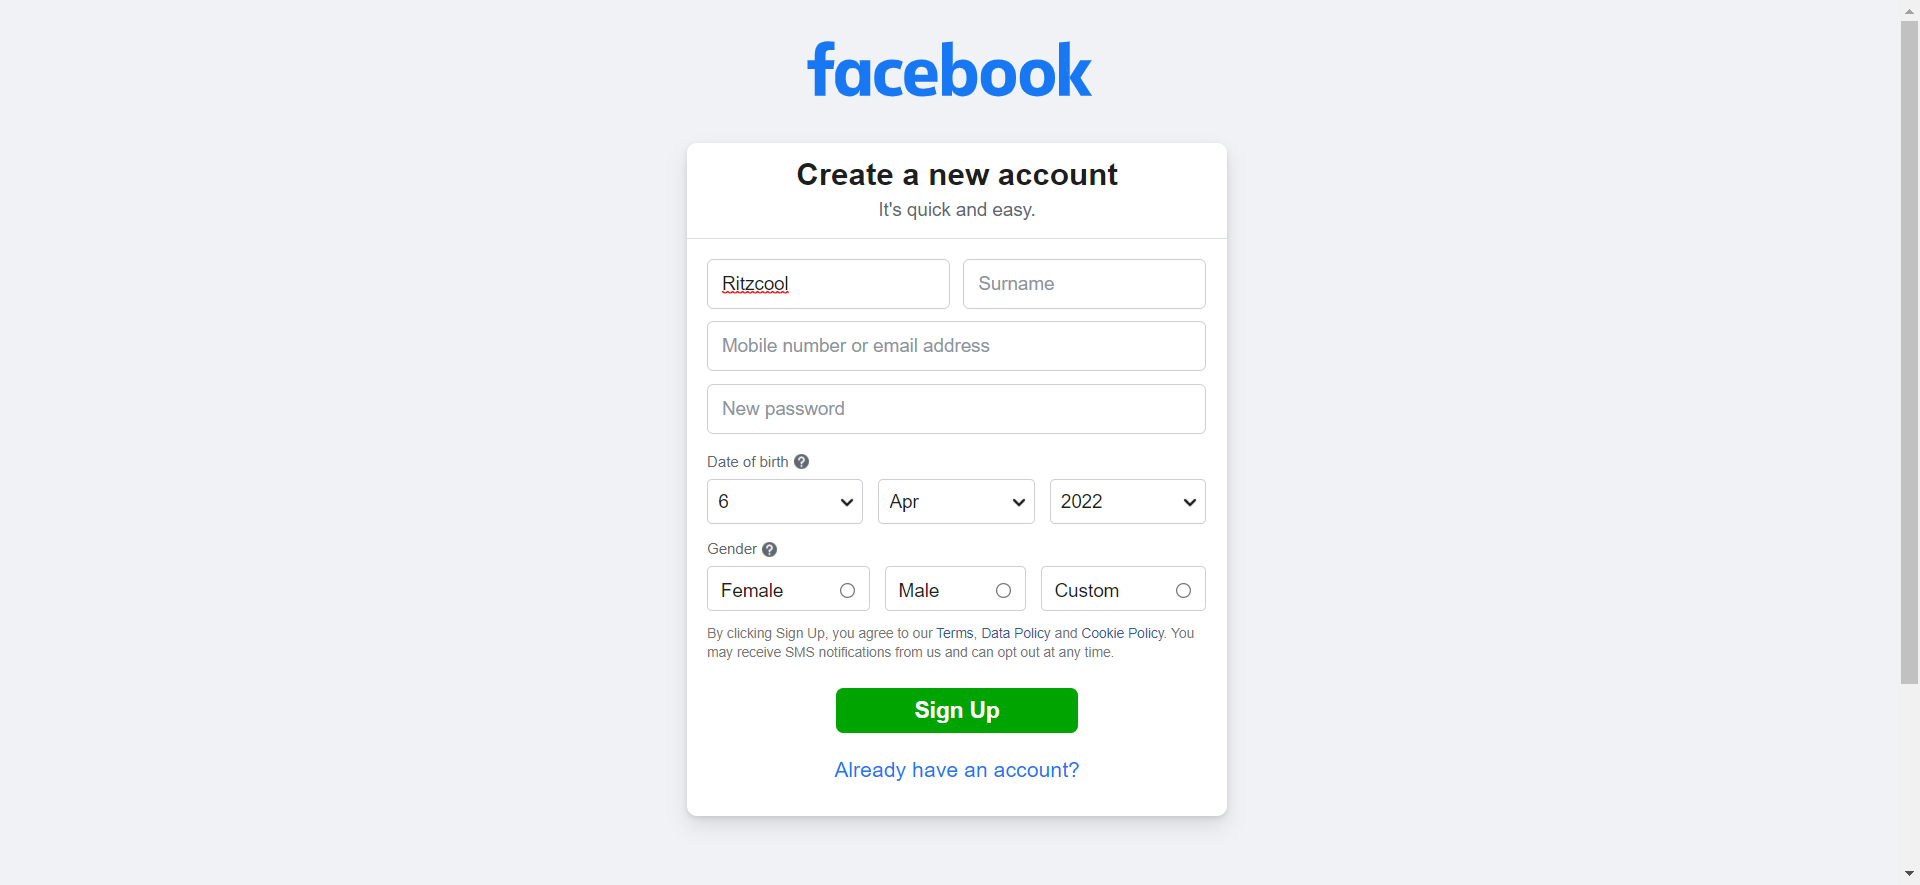 facebook
Create a new account
It's quick and easy.
Ritzcool Surname
Mobile number or email address
New password
Date of birth ?
6 Apr 2022
Gender ?
Female Male Custom
By clicking Sign Up, you agree to our Terms, Data Policy and Cookie Policy. You
may receive SMS notifications from us and can opt out at any time.
Sign Up
Already have an account?